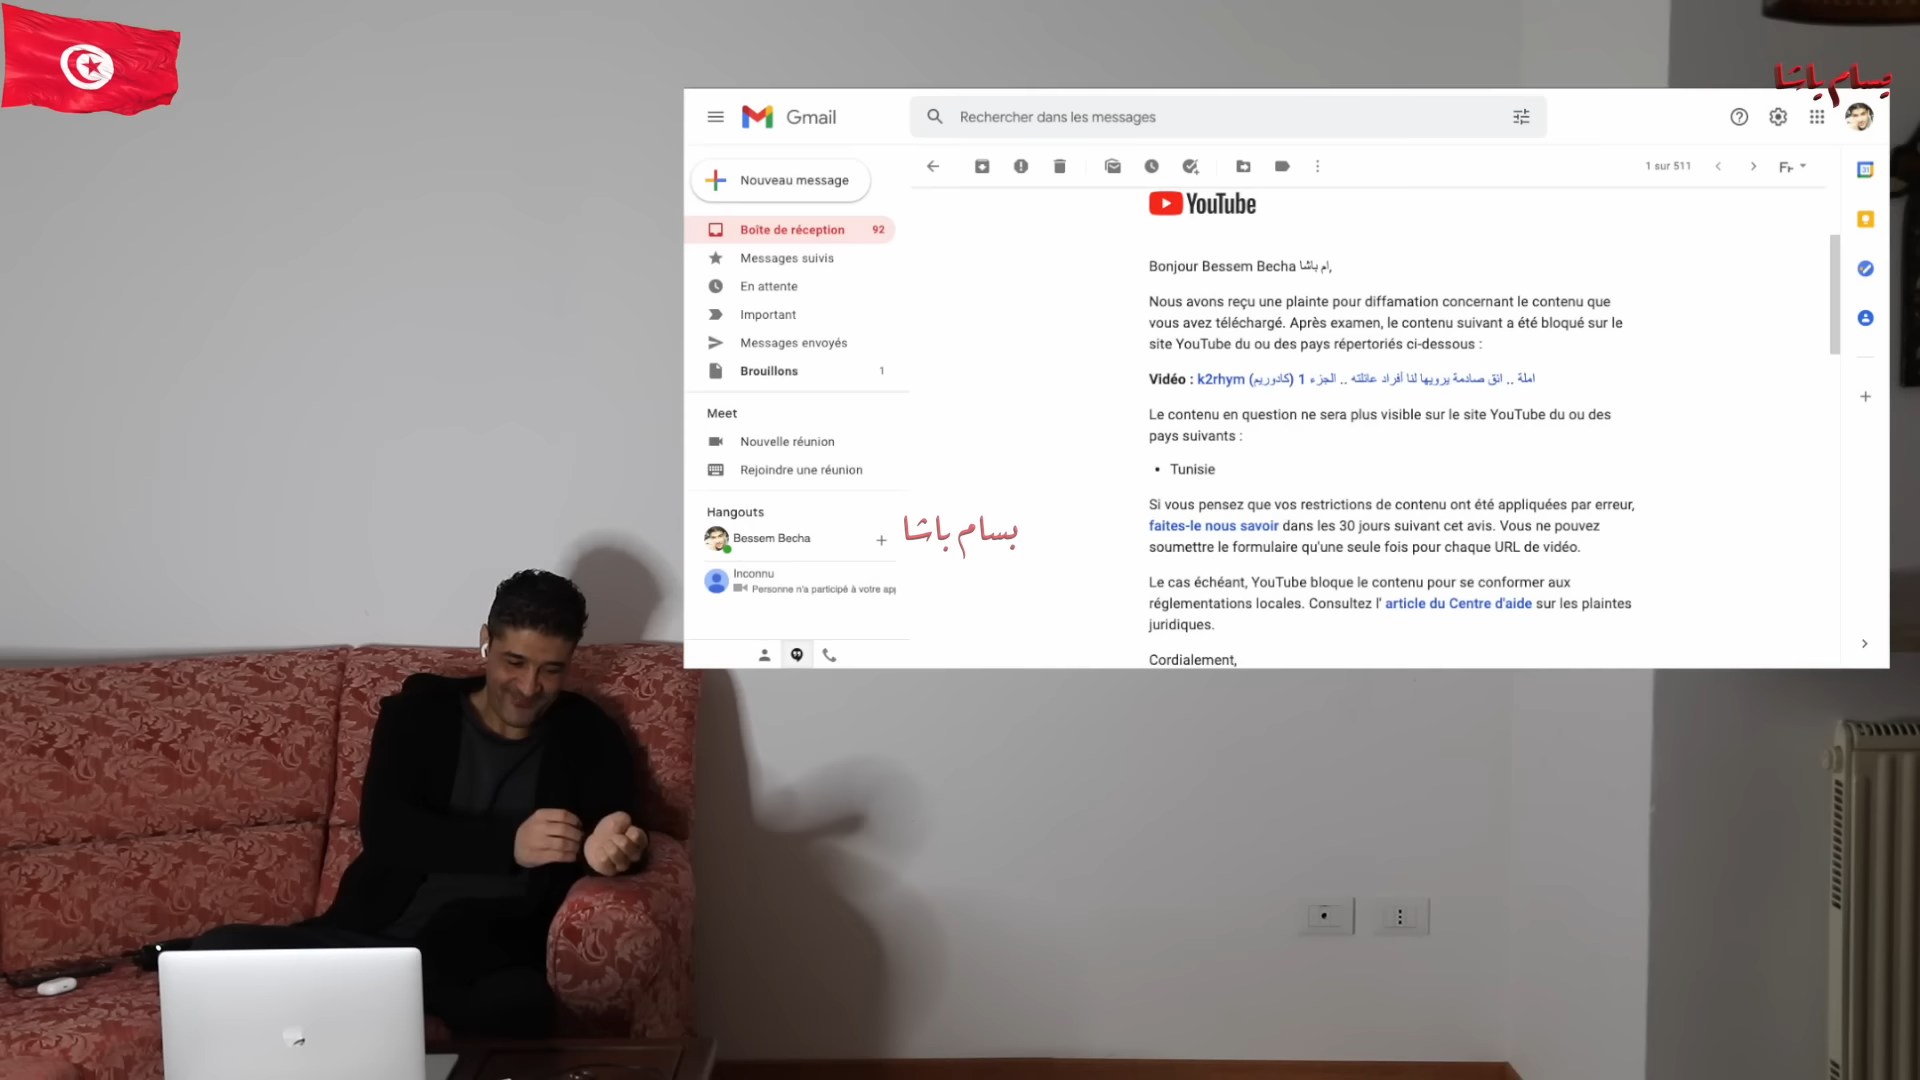 بسام باشا
Gmail
Rechercher dans les messages
1 sur 511
Nouveau message
YouTube
Boîte de réception 92
Messages suivis
En attente
Important
Messages envoyés
Brouillons 1
Meet
Nouvelle réunion
Rejoindre une réunion
Hangouts
Bessem Becha
Inconnu
Personne n'a participé à votre app
بسام باشا
Bonjour Bessem Becha ام باشا,
Nous avons reçu une plainte pour diffamation concernant le contenu que
vous avez téléchargé. Après examen, le contenu suivant a été bloqué sur le
site YouTube du ou des pays répertoriés ci-dessous :
Vidéo : k2rhym (كادوريم) املة .. انق صادمة يرويها لنا أفراد عائلته .. الجزء 1
Le contenu en question ne sera plus visible sur le site YouTube du ou des
pays suivants :
• Tunisie
Si vous pensez que vos restrictions de contenu ont été appliquées par erreur,
faites-le nous savoir dans les 30 jours suivant cet avis. Vous ne pouvez
soumettre le formulaire qu'une seule fois pour chaque URL de vidéo.
Le cas échéant, YouTube bloque le contenu pour se conformer aux
réglementations locales. Consultez l' article du Centre d'aide sur les plaintes
juridiques.
Cordialement,